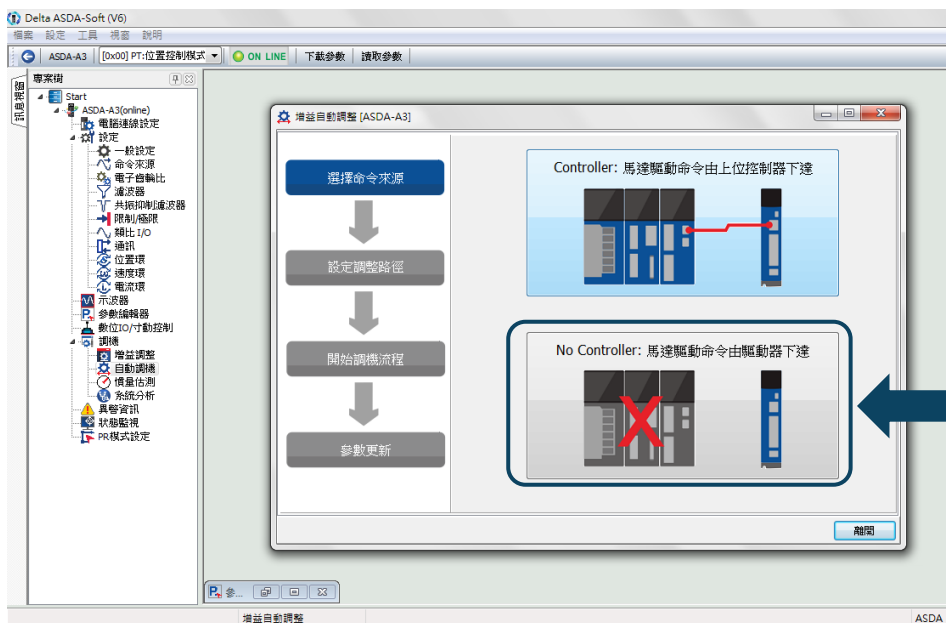 Delta ASDA-Soft (V6)
檔案 設定 工具 視窗 說明
ASDA-A3 [0x00] PT:位置控制模式 ON LINE 下載參數 讀取參數
訊息視窗
專案樹
Start
ASDA-A3(online)
電腦連線設定
設定
一般設定
命令來源
電子齒輪比
濾波器
共振抑制濾波器
限制/極限
類比 I/O
通訊
位置環
速度環
電流環
示波器
參數編輯器
數位IO/寸動控制
調機
增益調整
自動調機
慣量估測
系統分析
異警資訊
狀態監視
PR模式設定
增益自動調整 [ASDA-A3]
選擇命令來源
設定調整路徑
開始調機流程
參數更新
Controller: 馬達驅動命令由上位控制器下達
No Controller: 馬達驅動命令由驅動器下達
離開
參...
增益自動調整
ASDA